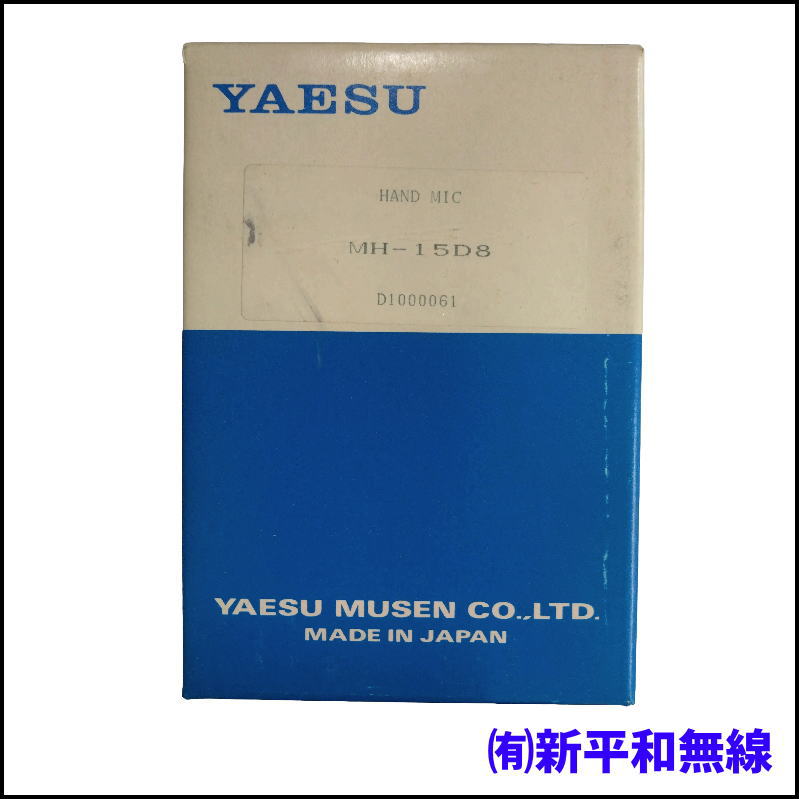 YAESU
HAND MIC
MH-15D8
D1000061
YAESU MUSEN CO.,LTD.
MADE IN JAPAN
㈲新平和無線